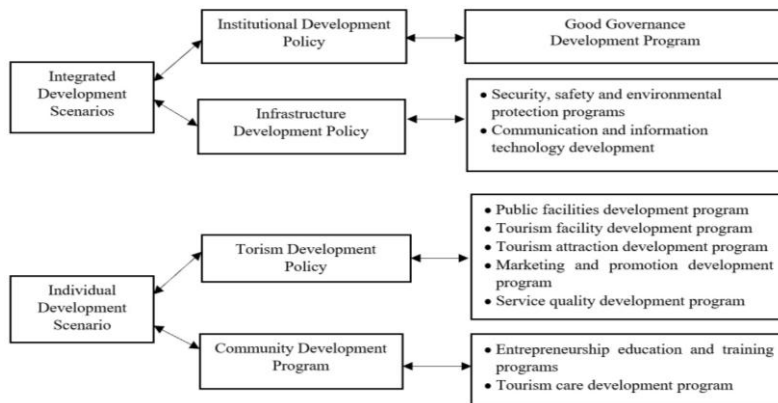 Institutional Development
Policy
Good Governance
Development Program
Integrated
Development
Scenarios
Infrastructure
Development Policy
• Security, safety and environmental
protection programs
• Communication and information
technology development
• Public facilities development program
• Tourism facility development program
• Tourism attraction development program
• Marketing and promotion development
program
• Service quality development program
Torism Development
Policy
Individual
Development
Scenario
Community Development
Program
• Entrepreneurship education and training
programs
• Tourism care development program